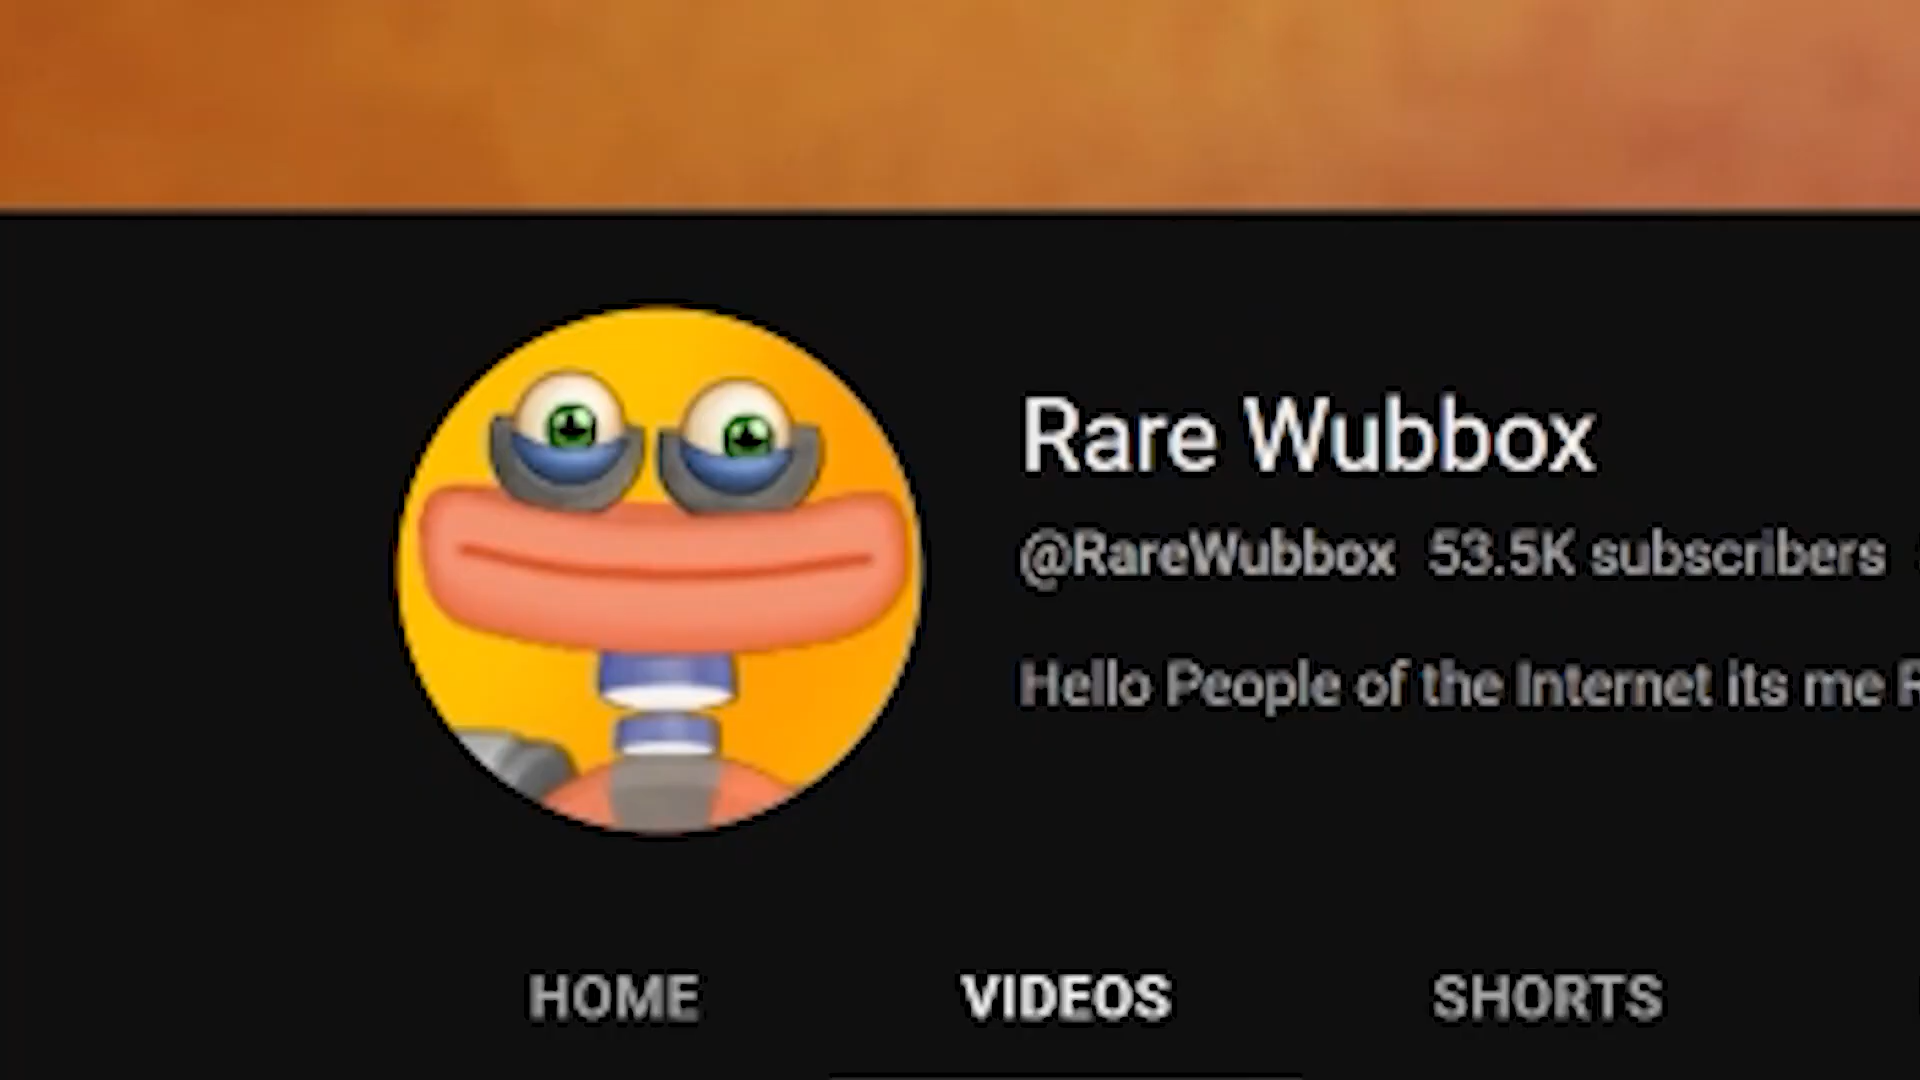 Rare Wubbox
@RareWubbox 53.5K subscribers
Hello People of the Internet its me
HOME VIDEOS SHORTS